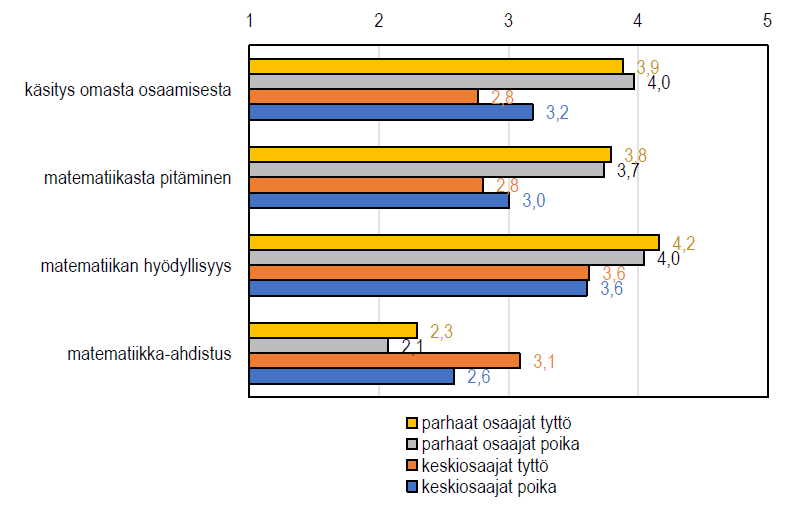 1 2 3 4 5
käsitys omasta osaamisesta
3,9
4,0
2,8
3,2
matematiikasta pitäminen
3,8
3,7
2,8
3,0
matematiikan hyödyllisyys
4,2
4,0
3,6
3,6
matematiikka-ahdistus
2,3
2,1
3,1
2,6
parhaat osaajat tyttö
parhaat osaajat poika
keskiosaajat tyttö
keskiosaajat poika